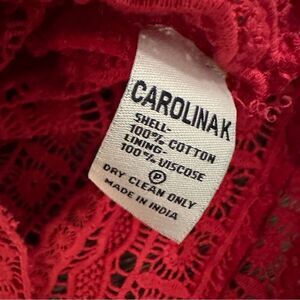 CAROLINAK
SHELL-
100% COTTON
LINING-
100% VISCOSE
P
DRY CLEAN ONLY
MADE IN INDIA